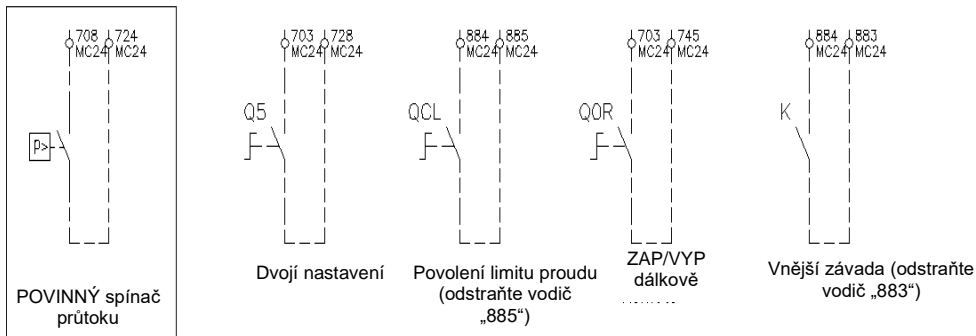 708 724
MC24 MC24
P>
POVINNÝ spínač
průtoku
703 728
MC24 MC24
Q5
Dvojí nastavení
884 885
MC24 MC24
QCL
Povolení limitu proudu
(odstraňte vodič
„885“)
703 745
MC24 MC24
QOR
ZAP/VYP
dálkově
884 883
MC24 MC24
K
Vnější závada (odstraňte
vodič „883“)